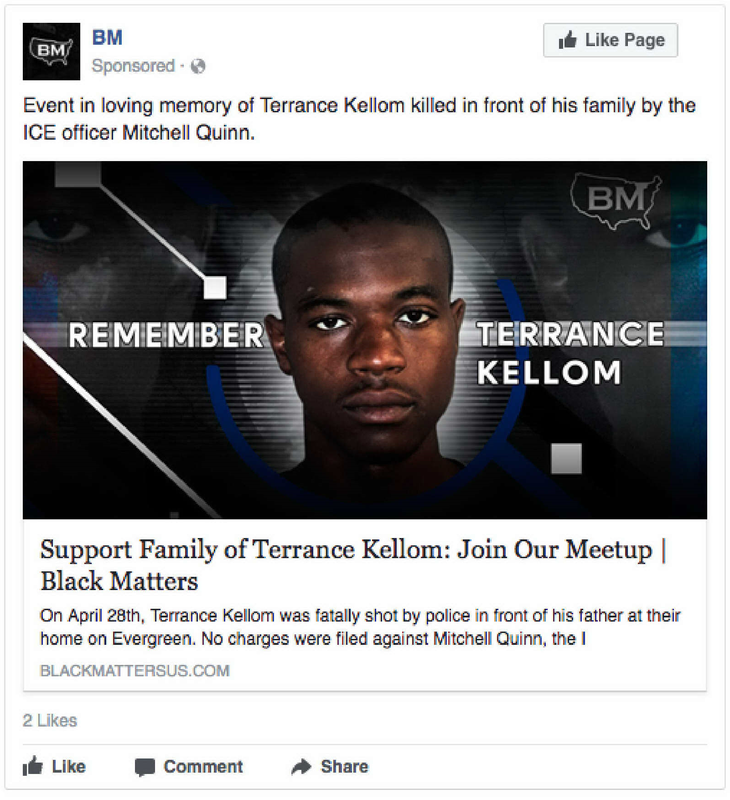 BM
BM
Like Page
Sponsored ·
Event in loving memory of Terrance Kellom killed in front of his family by the
ICE officer Mitchell Quinn.
BM
REMEMBER
TERRANCE
KELLOM
Support Family of Terrance Kellom: Join Our Meetup |
Black Matters
On April 28th, Terrance Kellom was fatally shot by police in front of his father at their
home on Evergreen. No charges were filed against Mitchell Quinn, the I
BLACKMATTERSUS.COM
2 Likes
Like Comment Share